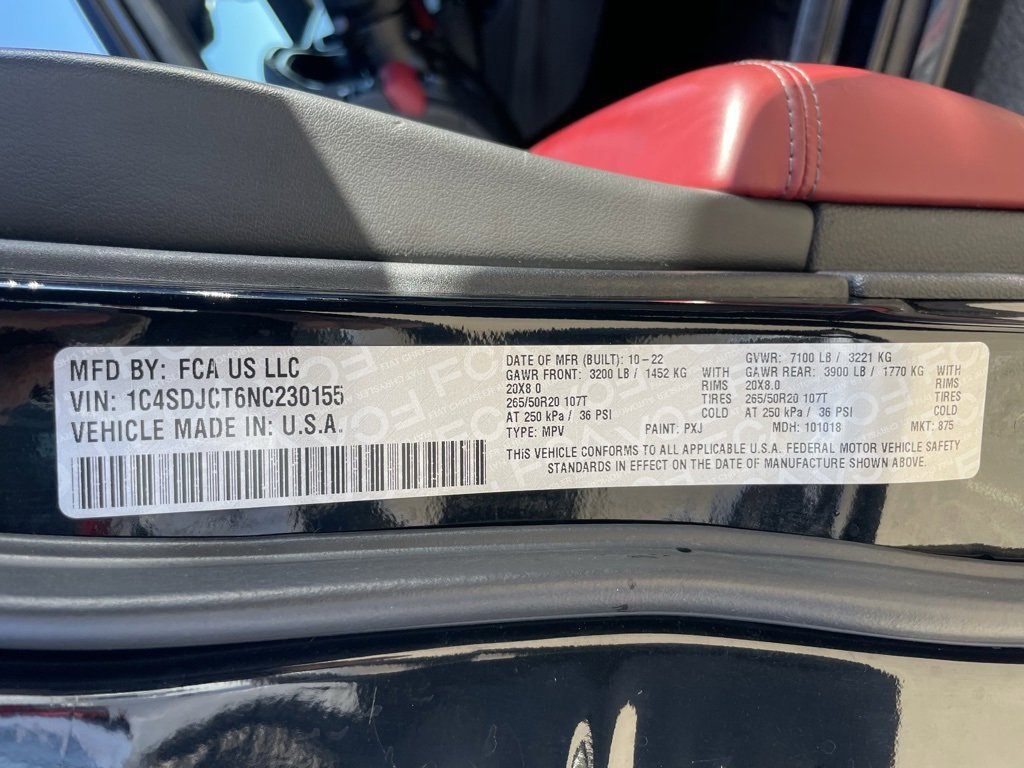 MFD BY: FCA US LLC
VIN: 1C4SDJCT6NC230155
VEHICLE MADE IN: U.S.A.
DATE OF MFR (BUILT): 10-22 GVWR: 7100 LB / 3221 KG
GAWR FRONT: 3200 LB / 1452 KG WITH GAWR REAR: 3900 LB / 1770 KG WITH
20X8.0 RIMS 20X8.0 RIMS
265/50R20 107T TIRES 265/50R20 107T TIRES
AT 250 kPa / 36 PSI COLD AT 250 kPa / 36 PSI COLD
TYPE: MPV PAINT: PXJ MDH: 101018 MKT: 875
THIS VEHICLE CONFORMS TO ALL APPLICABLE U.S.A. FEDERAL MOTOR VEHICLE SAFETY
STANDARDS IN EFFECT ON THE DATE OF MANUFACTURE SHOWN ABOVE.